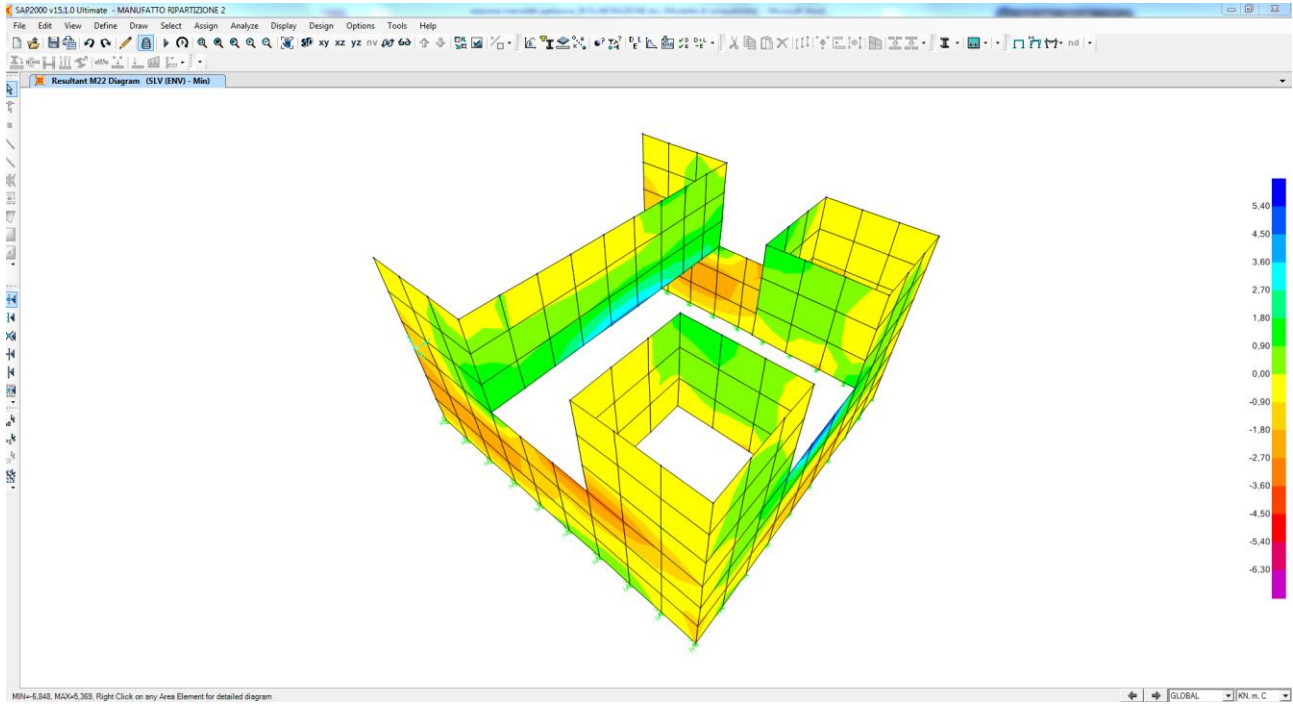 SAP2000 v15.1.0 Ultimate - MANUFATTO RIPARTIZIONE 2
File Edit View Define Draw Select Assign Analyze Display Design Options Tools Help
xy xz yz nv nd
Resultant M22 Diagram (SLV (ENV) - Min)
5,40
4,50
3,60
2,70
1,80
0,90
0,00
-0,90
-1,80
-2,70
-3,60
-4,50
-5,40
-6,30
MIN=-6,848, MAX=5,369, Right Click on any Area Element for detailed diagram
GLOBAL KN, m, C